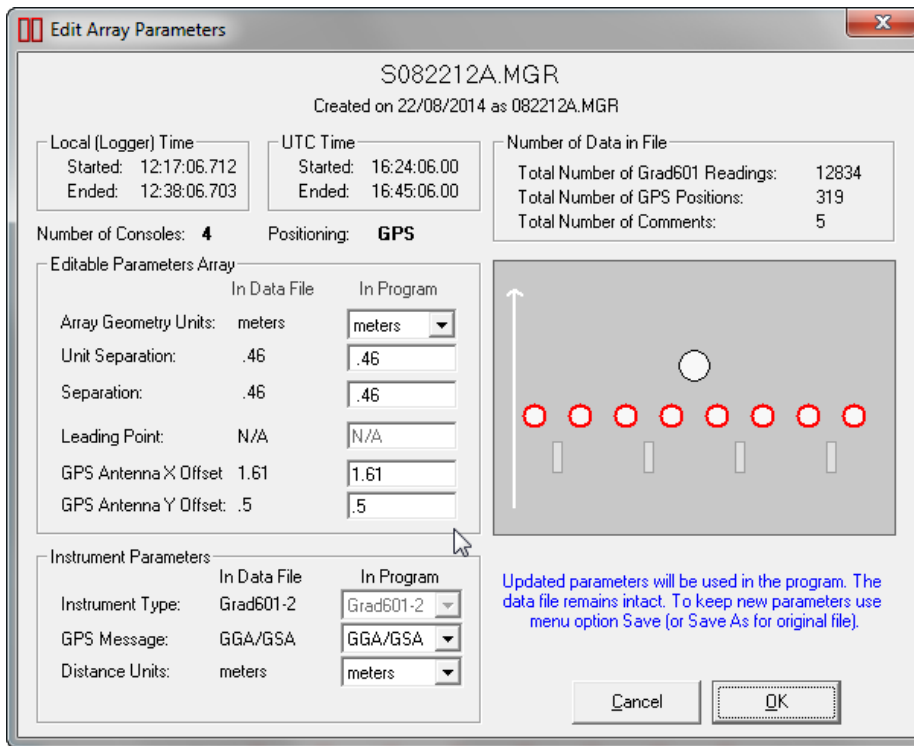 Edit Array Parameters
S082212A.MGR
Created on 22/08/2014 as 082212A.MGR
Local (Logger) Time
Started: 12:17:06.712
Ended: 12:38:06.703
UTC Time
Started: 16:24:06.00
Ended: 16:45:06.00
Number of Data in File
Total Number of Grad601 Readings: 12834
Total Number of GPS Positions: 319
Total Number of Comments: 5
Number of Consoles: 4 Positioning: GPS
Editable Parameters Array
In Data File In Program
Array Geometry Units: meters meters
Unit Separation: .46 .46
Separation: .46 .46
Leading Point: N/A N/A
GPS Antenna X Offset 1.61 1.61
GPS Antenna Y Offset: .5 .5
Instrument Parameters
In Data File In Program
Instrument Type: Grad601-2 Grad601-2
GPS Message: GGA/GSA GGA/GSA
Distance Units: meters meters
Updated parameters will be used in the program. The
data file remains intact. To keep new parameters use
menu option Save (or Save As for original file).
Cancel OK